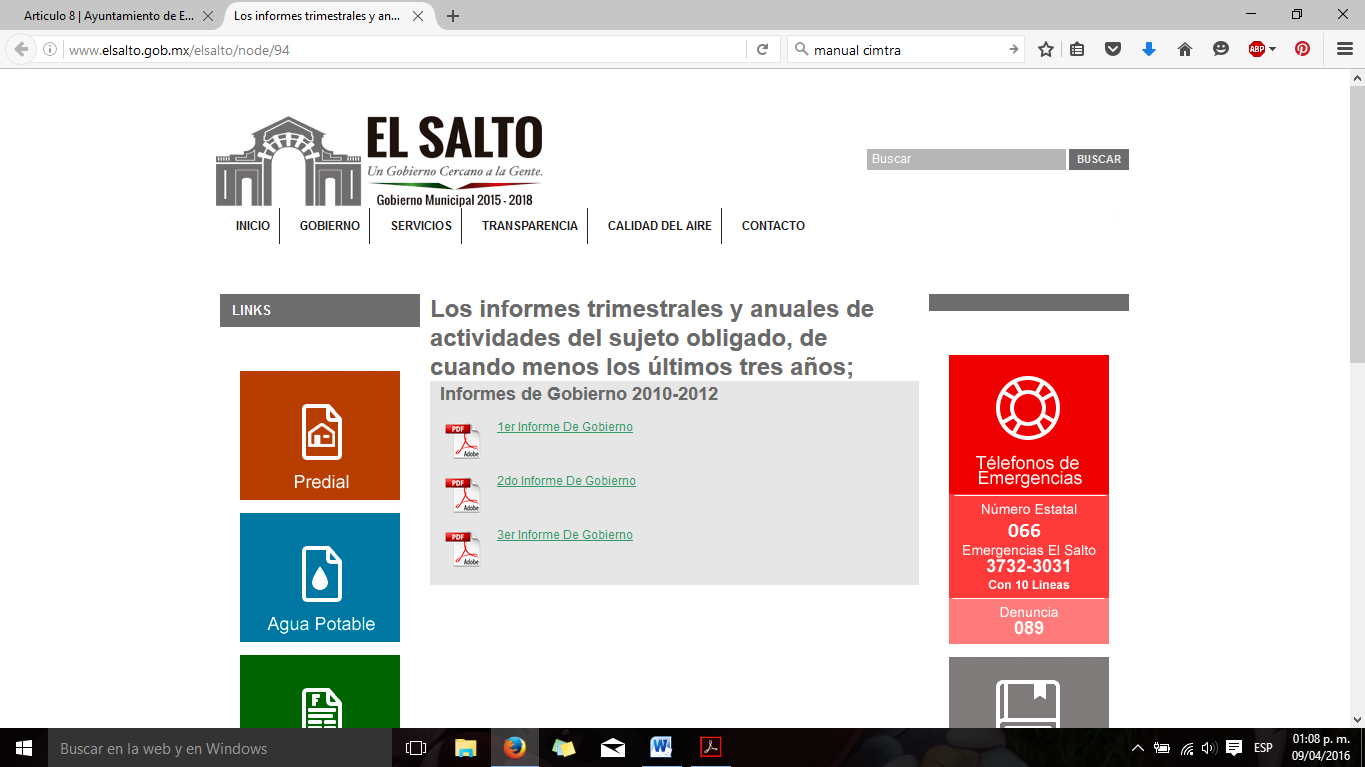 Articulo 8 | Ayuntamiento de E...
Los informes trimestrales y an...
www.elsalto.gob.mx/elsalto/node/94
manual cimtra
ABP
EL SALTO
Un Gobierno Cercano a la Gente.
Gobierno Municipal 2015 - 2018
Buscar
BUSCAR
INICIO
GOBIERNO
SERVICIOS
TRANSPARENCIA
CALIDAD DEL AIRE
CONTACTO
LINKS
Predial
Agua Potable
F
Los informes trimestrales y anuales de
actividades del sujeto obligado, de
cuando menos los últimos tres años;
Informes de Gobierno 2010-2012
PDF
Adobe
1er Informe De Gobierno
PDF
Adobe
2do Informe De Gobierno
PDF
Adobe
3er Informe De Gobierno
Télefonos de
Emergencias
Número Estatal
066
Emergencias El Salto
3732-3031
Con 10 Lineas
Denuncia
089
Buscar en la web y en Windows
ESP
01:08 p. m.
09/04/2016